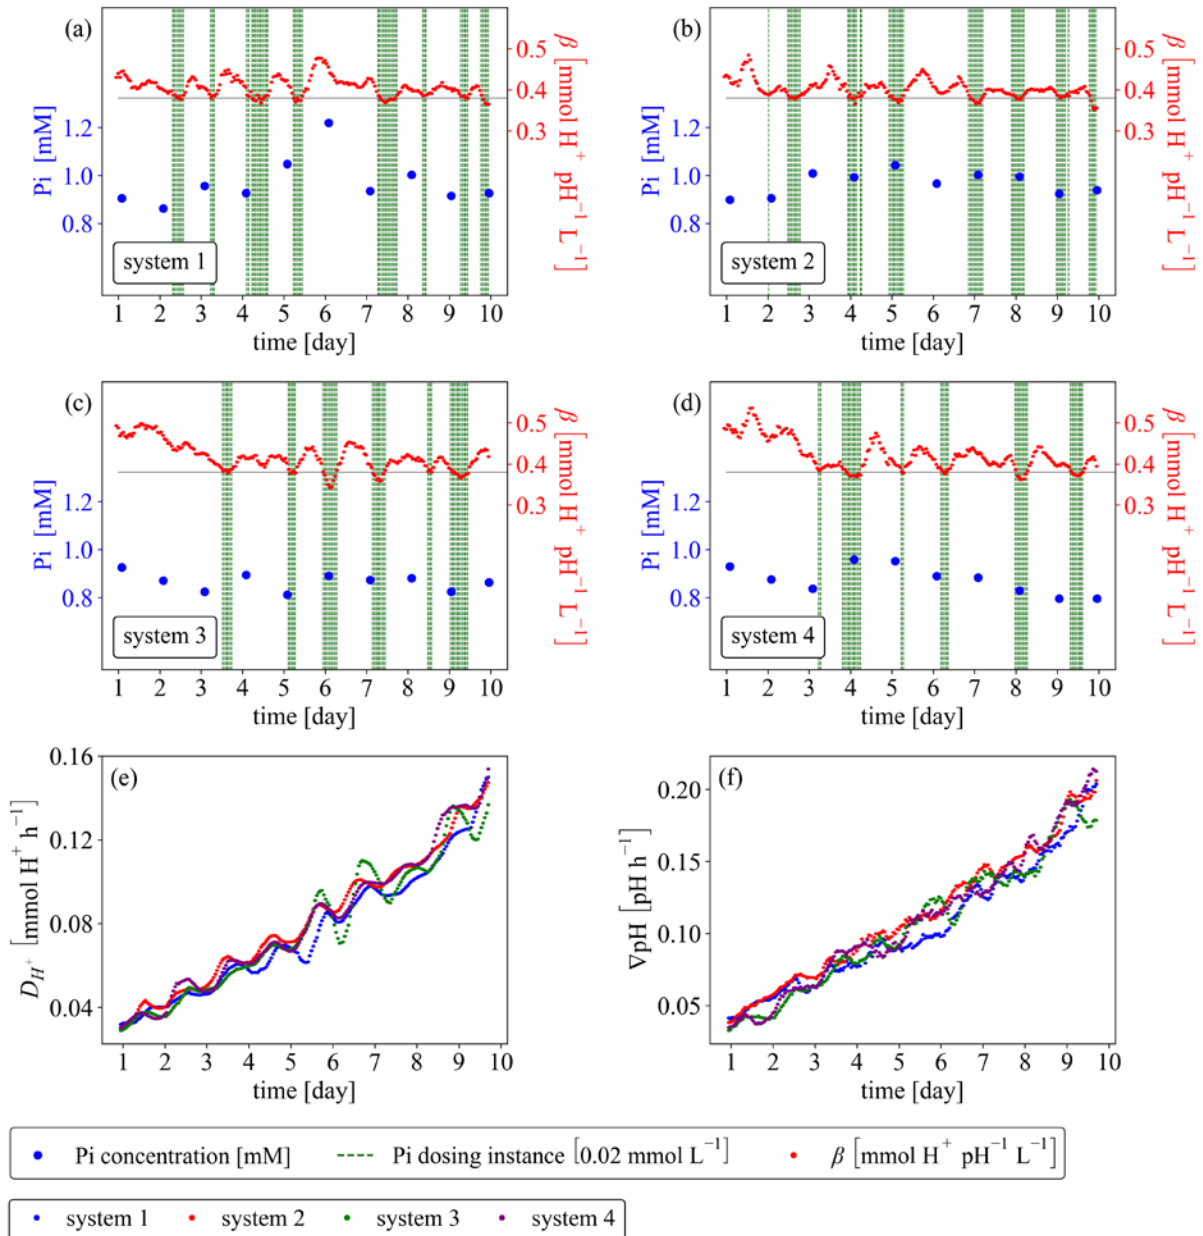 (a)
β [mmol H⁺ pH⁻¹ L⁻¹]
0.5
0.4
0.3
Pi [mM]
1.2
1.0
0.8
system 1
1 2 3 4 5 6 7 8 9 10
time [day]
(b)
β [mmol H⁺ pH⁻¹ L⁻¹]
0.5
0.4
0.3
Pi [mM]
1.2
1.0
0.8
system 2
1 2 3 4 5 6 7 8 9 10
time [day]
(c)
β [mmol H⁺ pH⁻¹ L⁻¹]
0.5
0.4
0.3
Pi [mM]
1.2
1.0
0.8
system 3
1 2 3 4 5 6 7 8 9 10
time [day]
(d)
β [mmol H⁺ pH⁻¹ L⁻¹]
0.5
0.4
0.3
Pi [mM]
1.2
1.0
0.8
system 4
1 2 3 4 5 6 7 8 9 10
time [day]
(e)
D_H⁺ [mmol H⁺ h⁻¹]
0.16
0.12
0.08
0.04
1 2 3 4 5 6 7 8 9 10
time [day]
(f)
∇pH [pH h⁻¹]
0.20
0.15
0.10
0.05
1 2 3 4 5 6 7 8 9 10
time [day]
Pi concentration [mM] Pi dosing instance [0.02 mmol L⁻¹] β [mmol H⁺ pH⁻¹ L⁻¹]
system 1 system 2 system 3 system 4